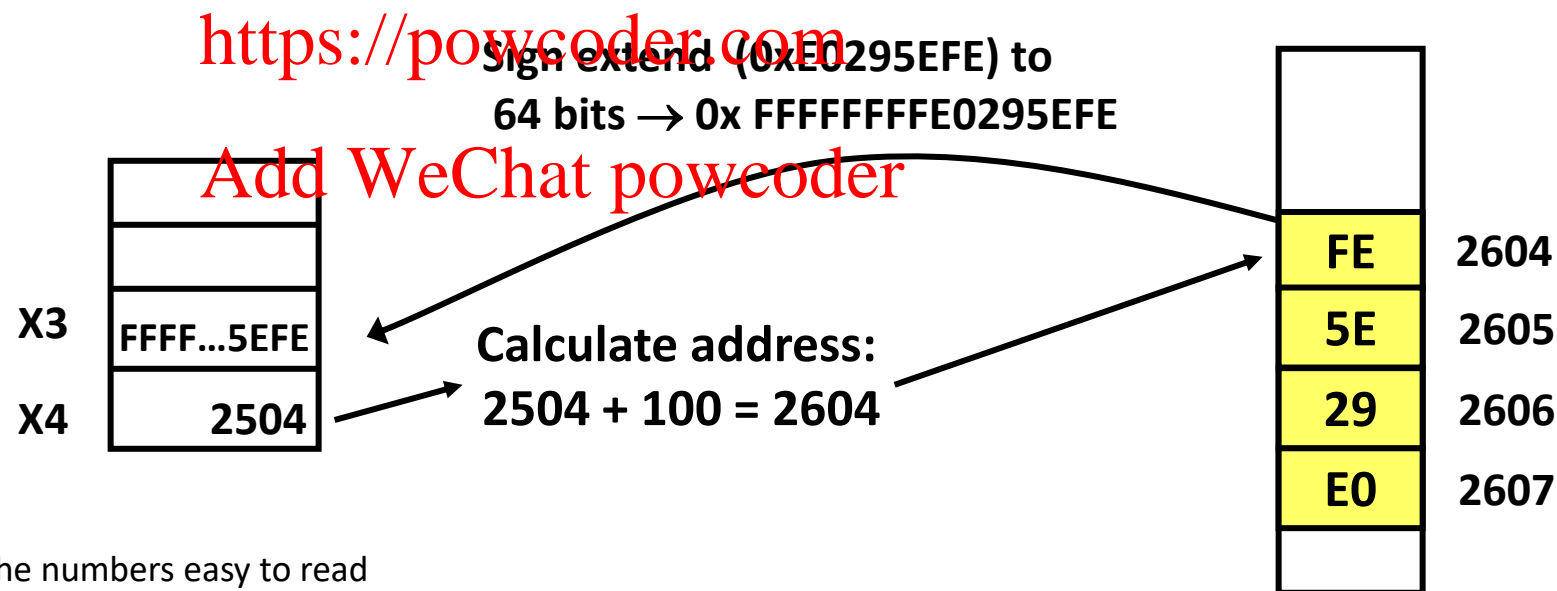 https://powcoder.com
Sign extend (0xE0295EFE) to
64 bits → 0x FFFFFFFFE0295EFE
Add WeChat powcoder
FE 2604
X3 FFFF...5EFE
Calculate address:
5E 2605
X4 2504
2504 + 100 = 2604
29 2606
E0 2607
he numbers easy to read